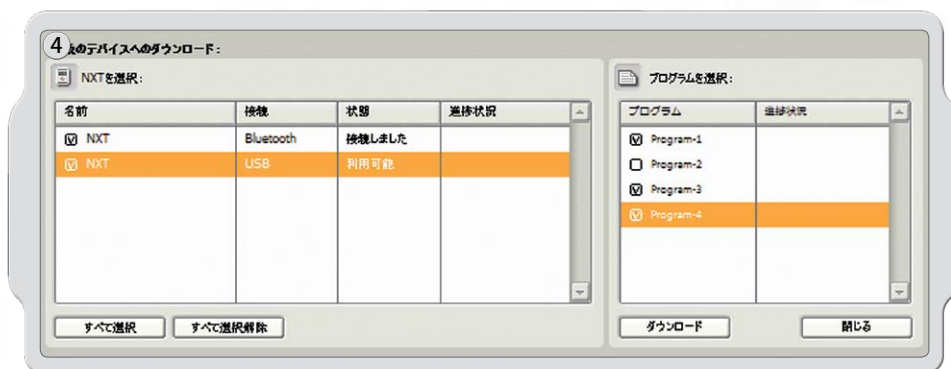 4
のデバイスへのダウンロード:
NXTを選択:
名前 接続 状態 進捗状況
NXT Bluetooth 接続しました
NXT USB 利用可能
すべて選択 すべて選択解除
プログラムを選択:
プログラム 進捗状況
Program-1
Program-2
Program-3
Program-4
ダウンロード 閉じる